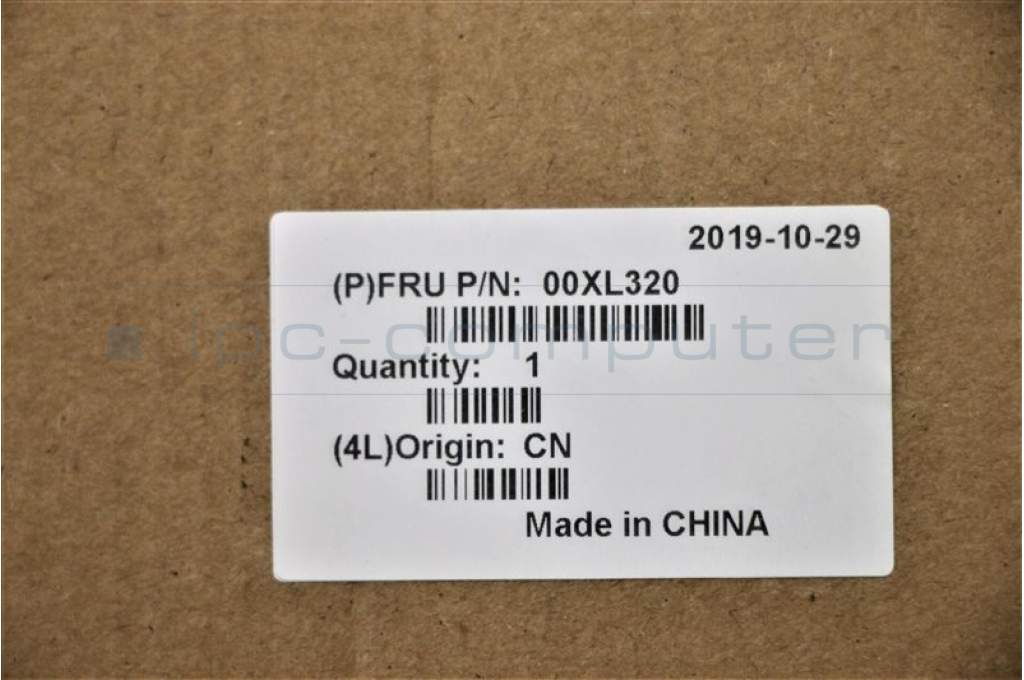 2019-10-29
(P)FRU P/N: 00XL320
ipc-computer
Quantity: 1
(4L)Origin: CN
Made in CHINA